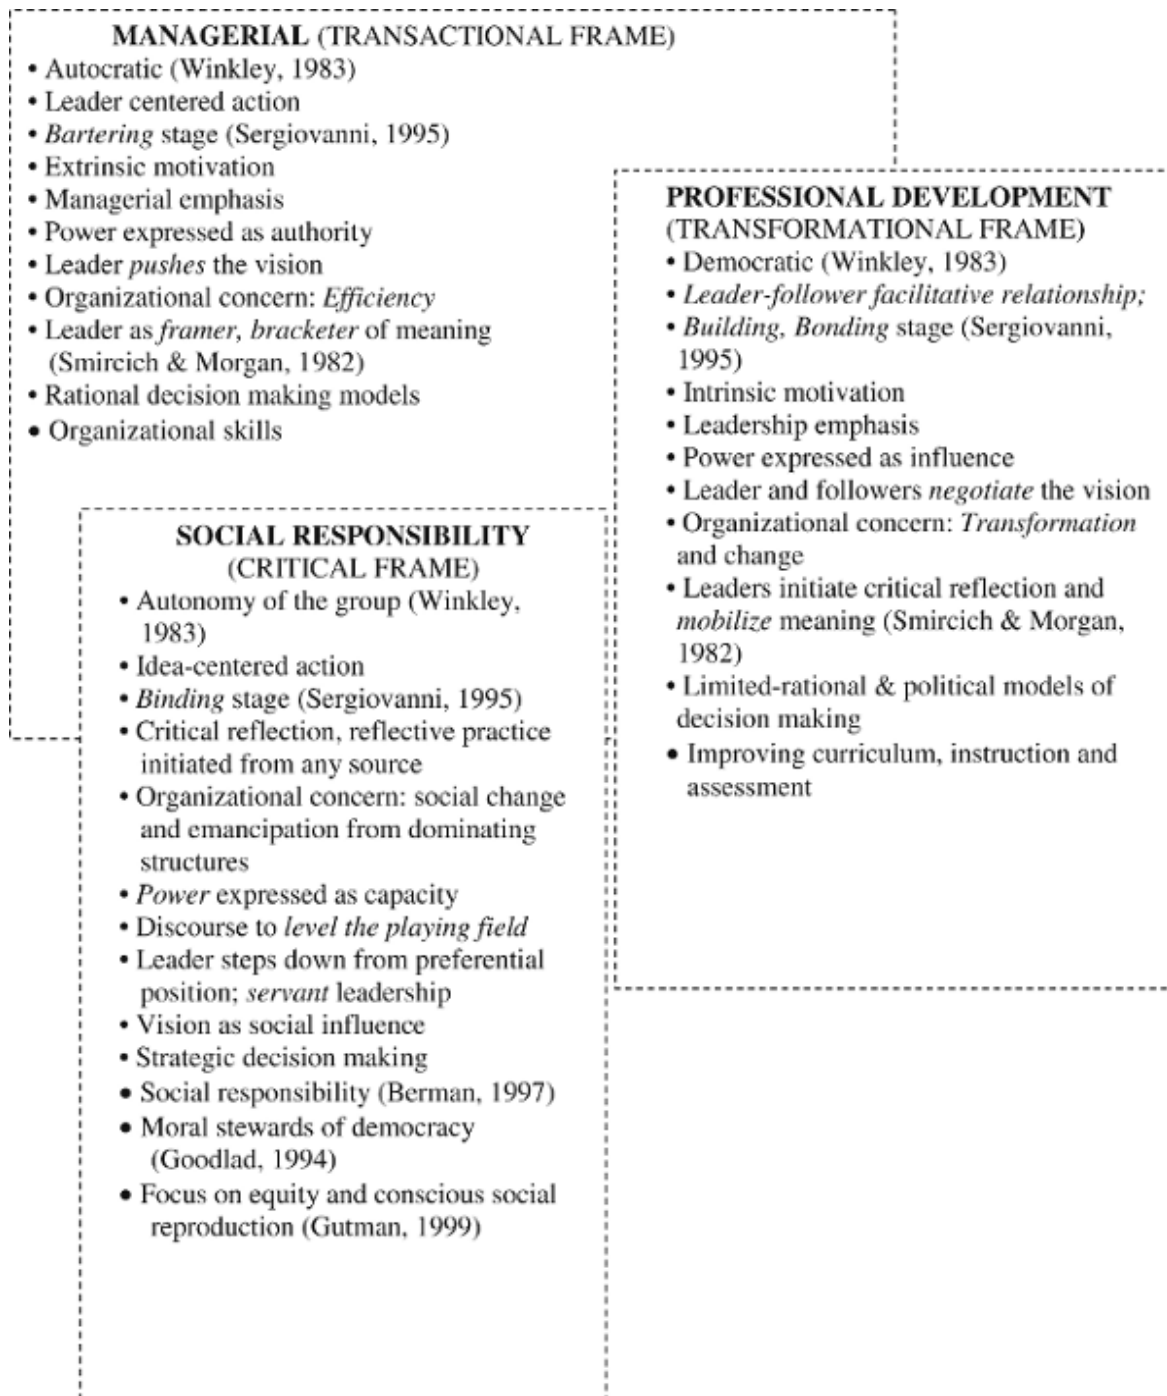 MANAGERIAL (TRANSACTIONAL FRAME)
• Autocratic (Winkley, 1983)
• Leader centered action
• Bartering stage (Sergiovanni, 1995)
• Extrinsic motivation
• Managerial emphasis
• Power expressed as authority
• Leader pushes the vision
• Organizational concern: Efficiency
• Leader as framer, bracketer of meaning
(Smircich & Morgan, 1982)
• Rational decision making models
• Organizational skills
PROFESSIONAL DEVELOPMENT
(TRANSFORMATIONAL FRAME)
• Democratic (Winkley, 1983)
• Leader-follower facilitative relationship;
• Building, Bonding stage (Sergiovanni,
1995)
• Intrinsic motivation
• Leadership emphasis
• Power expressed as influence
• Leader and followers negotiate the vision
• Organizational concern: Transformation
and change
• Leaders initiate critical reflection and
mobilize meaning (Smircich & Morgan,
1982)
• Limited-rational & political models of
decision making
• Improving curriculum, instruction and
assessment
SOCIAL RESPONSIBILITY
(CRITICAL FRAME)
• Autonomy of the group (Winkley,
1983)
• Idea-centered action
• Binding stage (Sergiovanni, 1995)
• Critical reflection, reflective practice
initiated from any source
• Organizational concern: social change
and emancipation from dominating
structures
• Power expressed as capacity
• Discourse to level the playing field
• Leader steps down from preferential
position; servant leadership
• Vision as social influence
• Strategic decision making
• Social responsibility (Berman, 1997)
• Moral stewards of democracy
(Goodlad, 1994)
• Focus on equity and conscious social
reproduction (Gutman, 1999)